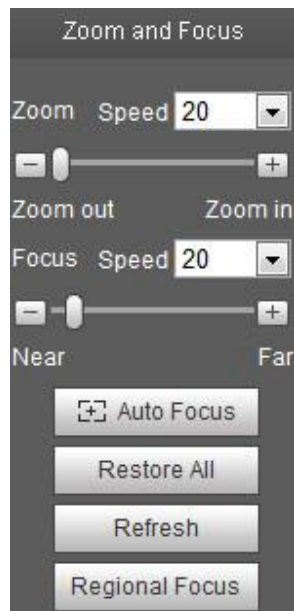 Zoom and Focus
Zoom Speed 20
Zoom out Zoom in
Focus Speed 20
Near Far
Auto Focus
Restore All
Refresh
Regional Focus